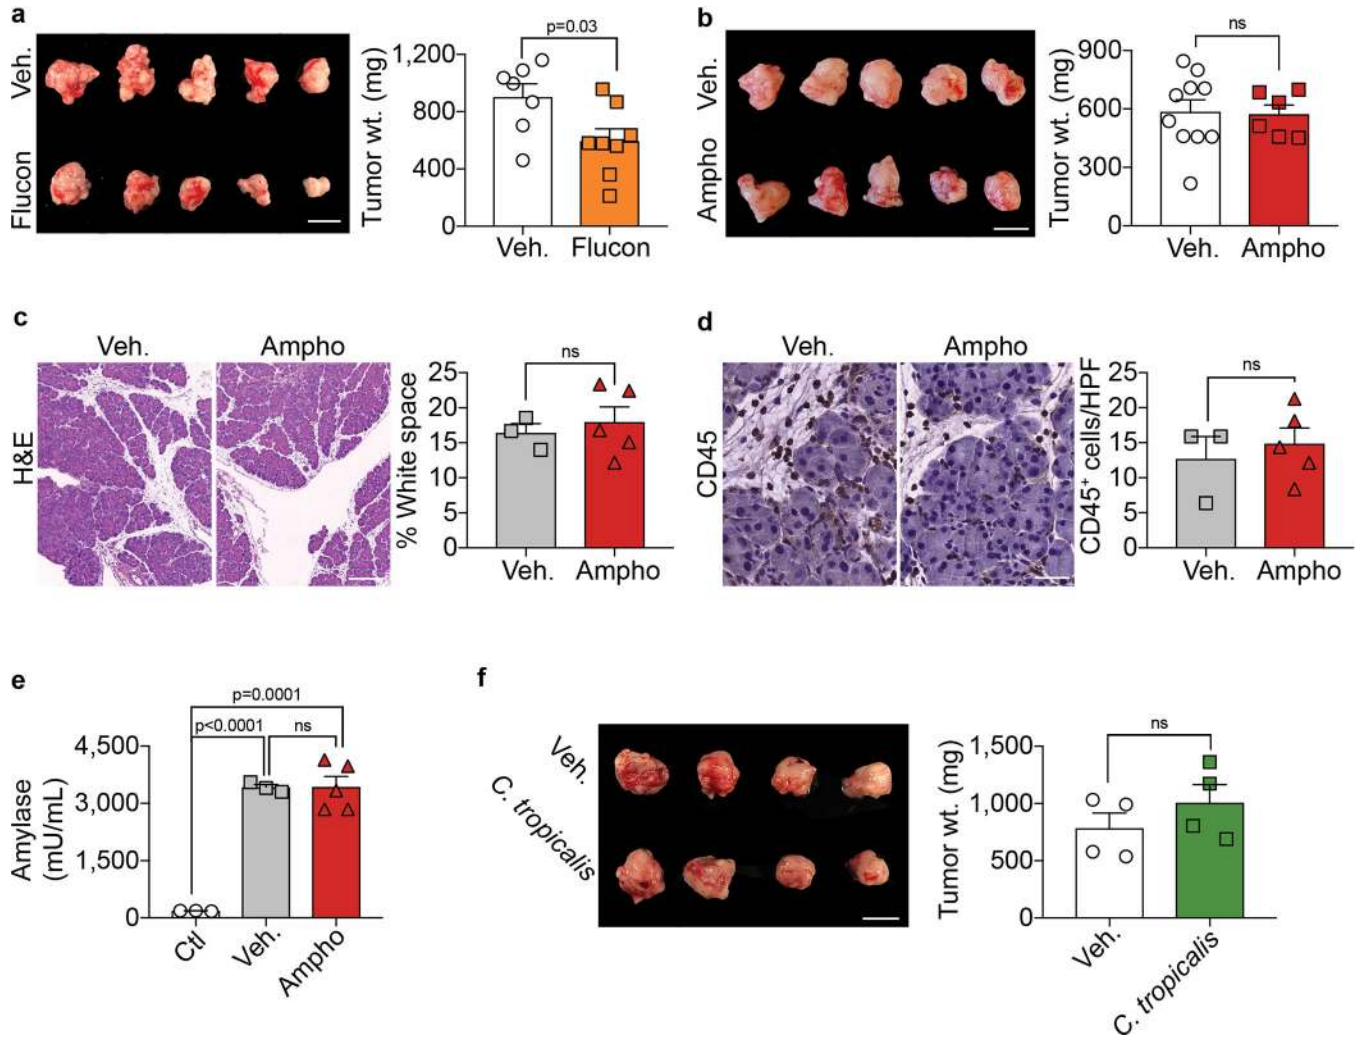 a
Veh.
Flucon
Tumor wt. (mg)
1,200
800
400
0
p=0.03
Veh. Flucon
b
Veh.
Ampho
Tumor wt. (mg)
900
600
300
0
ns
Veh. Ampho
c
Veh. Ampho
H&E
% White space
25
20
15
10
5
0
ns
Veh. Ampho
d
Veh. Ampho
CD45
CD45⁺ cells/HPF
25
20
15
10
5
0
ns
Veh. Ampho
e
Amylase
(mU/mL)
4,500
3,000
1,500
0
p=0.0001
p<0.0001 ns
Ctl Veh. Ampho
f
Veh.
C. tropicalis
Tumor wt. (mg)
1,500
1,000
500
0
ns
Veh. C. tropicalis